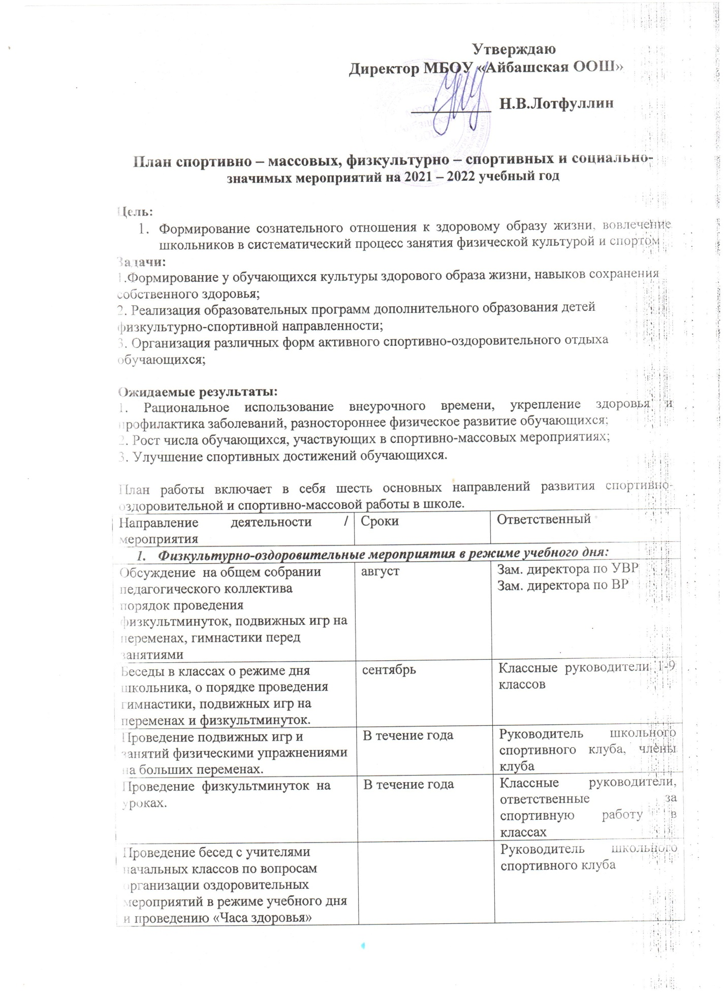 Утверждаю
Директор МБОУ «Айбашская ООШ»
Н.В.Лотфуллин
План спортивно – массовых, физкультурно – спортивных и социально-
значимых мероприятий на 2021 – 2022 учебный год
Цель:
1. Формирование сознательного отношения к здоровому образу жизни, вовлечение
школьников в систематический процесс занятия физической культурой и спортом
Задачи:
1.Формирование у обучающихся культуры здорового образа жизни, навыков сохранения
собственного здоровья;
2. Реализация образовательных программ дополнительного образования детей
физкультурно-спортивной направленности;
3. Организация различных форм активного спортивно-оздоровительного отдыха
обучающихся;
Ожидаемые результаты:
1. Рациональное использование внеурочного времени, укрепление здоровья и
профилактика заболеваний, разностороннее физическое развитие обучающихся;
2. Рост числа обучающихся, участвующих в спортивно-массовых мероприятиях;
3. Улучшение спортивных достижений обучающихся.
План работы включает в себя шесть основных направлений развития спортивно-
оздоровительной и спортивно-массовой работы в школе.
Направление деятельности /
мероприятия
Сроки
Ответственный
1. Физкультурно-оздоровительные мероприятия в режиме учебного дня:
Обсуждение на общем собрании
педагогического коллектива
порядок проведения
физкультминуток, подвижных игр на
переменах, гимнастики перед
занятиями
август
Зам. директора по УВР
Зам. директора по ВР
Беседы в классах о режиме дня
школьника, о порядке проведения
гимнастики, подвижных игр на
переменах и физкультминуток.
сентябрь
Классные руководители 1-9
классов
Проведение подвижных игр и
занятий физическими упражнениями
на больших переменах.
В течение года
Руководитель школьного
спортивного клуба, члены
клуба
Проведение физкультминуток на
уроках.
В течение года
Классные руководители,
ответственные за
спортивную работу в
классах
Проведение бесед с учителями
начальных классов по вопросам
организации оздоровительных
мероприятий в режиме учебного дня
и проведению «Часа здоровья»
Руководитель школьного
спортивного клуба